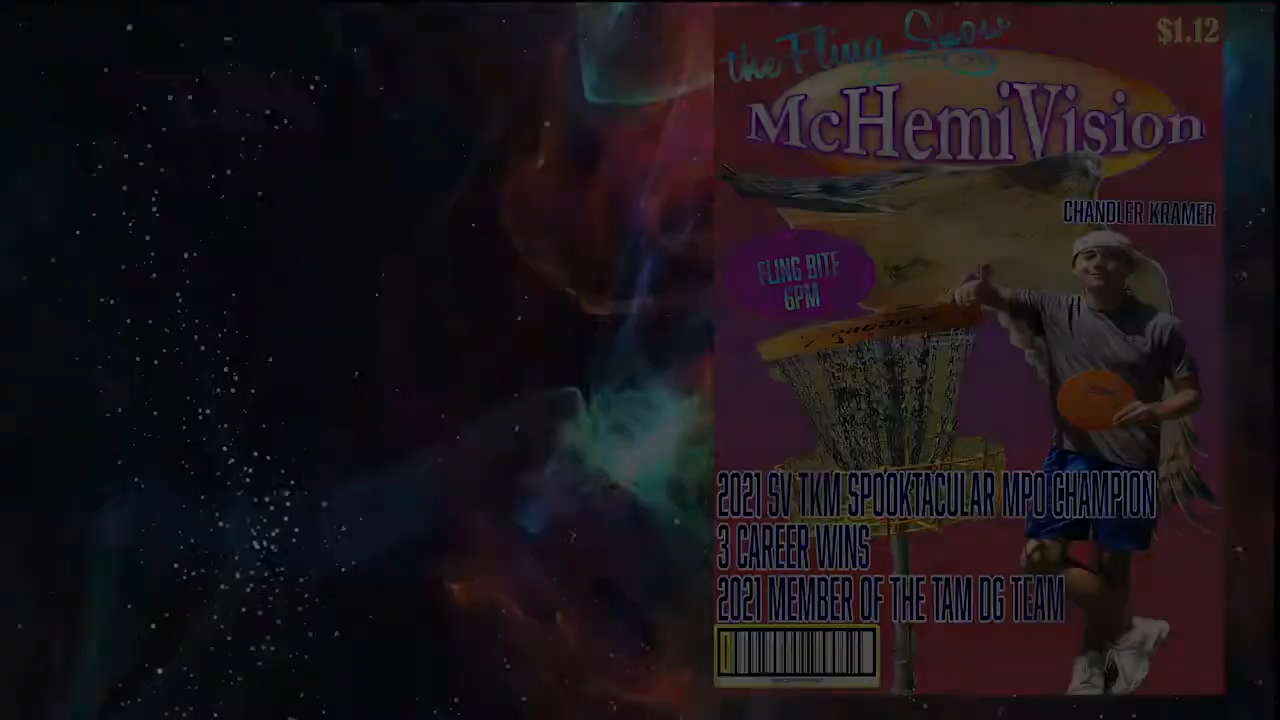 the Fling Show
$1.12
McHemiVision
CHANDLER KRAMER
FLING BITE
6PM
PRODIGY
2021 SV TKM SPOOKTACULAR MPO CHAMPION
3 CAREER WINS
2021 MEMBER OF THE TAM DG TEAM